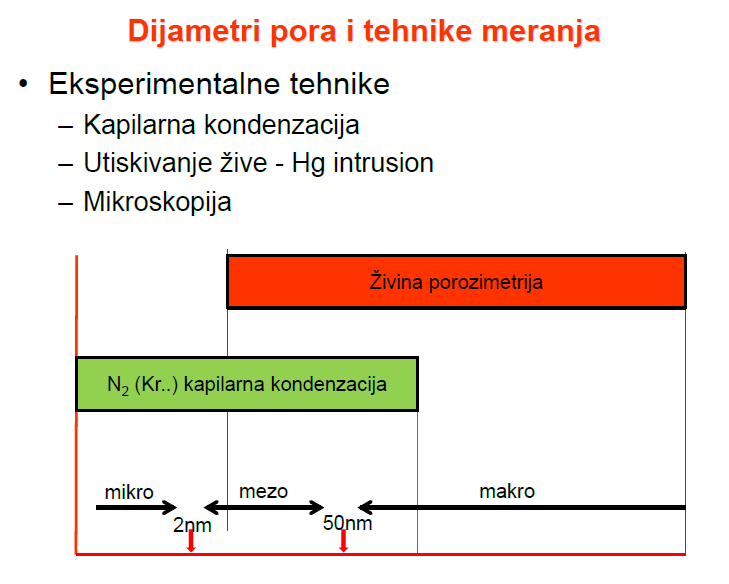 Dijametri pora i tehnike meranja
• Eksperimentalne tehnike
– Kapilarna kondenzacija
– Utiskivanje žive - Hg intrusion
– Mikroskopija
Živina porozimetrija
N₂ (Kr..) kapilarna kondenzacija
mikro mezo makro
2nm 50nm